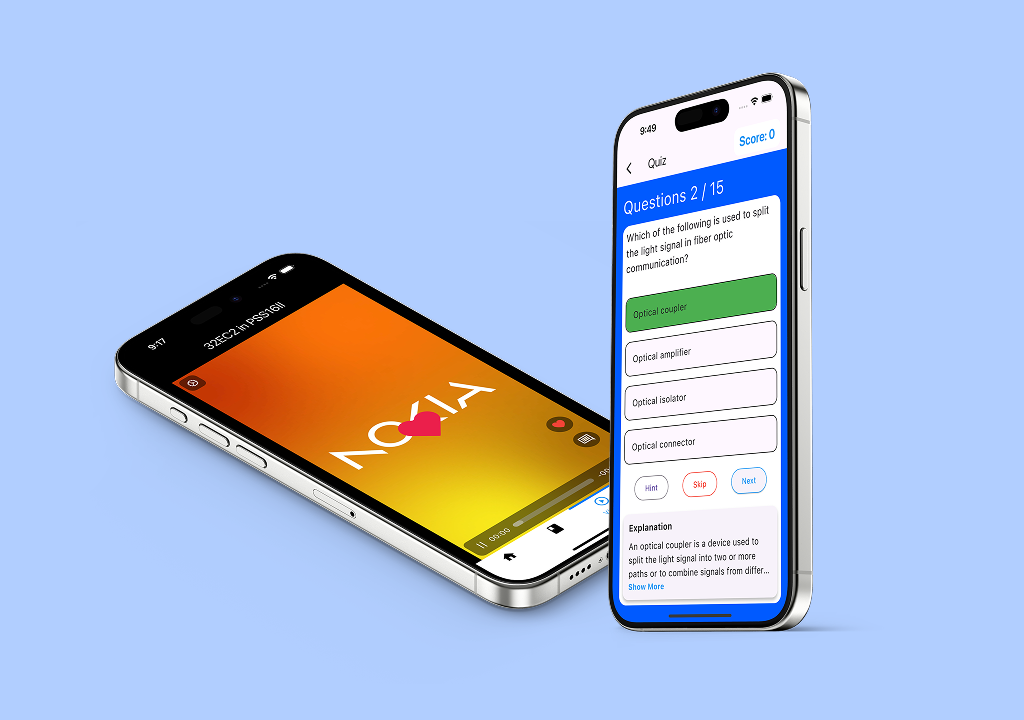 9:17
32EC2 in PSS16II
NOKIA
00:00
9:49
Quiz
Score: 0
Questions 2 / 15
Which of the following is used to split
the light signal in fiber optic
communication?
Optical coupler
Optical amplifier
Optical isolator
Optical connector
Hint
Skip
Next
Explanation
An optical coupler is a device used to
split the light signal into two or more
paths or to combine signals from differ...
Show More